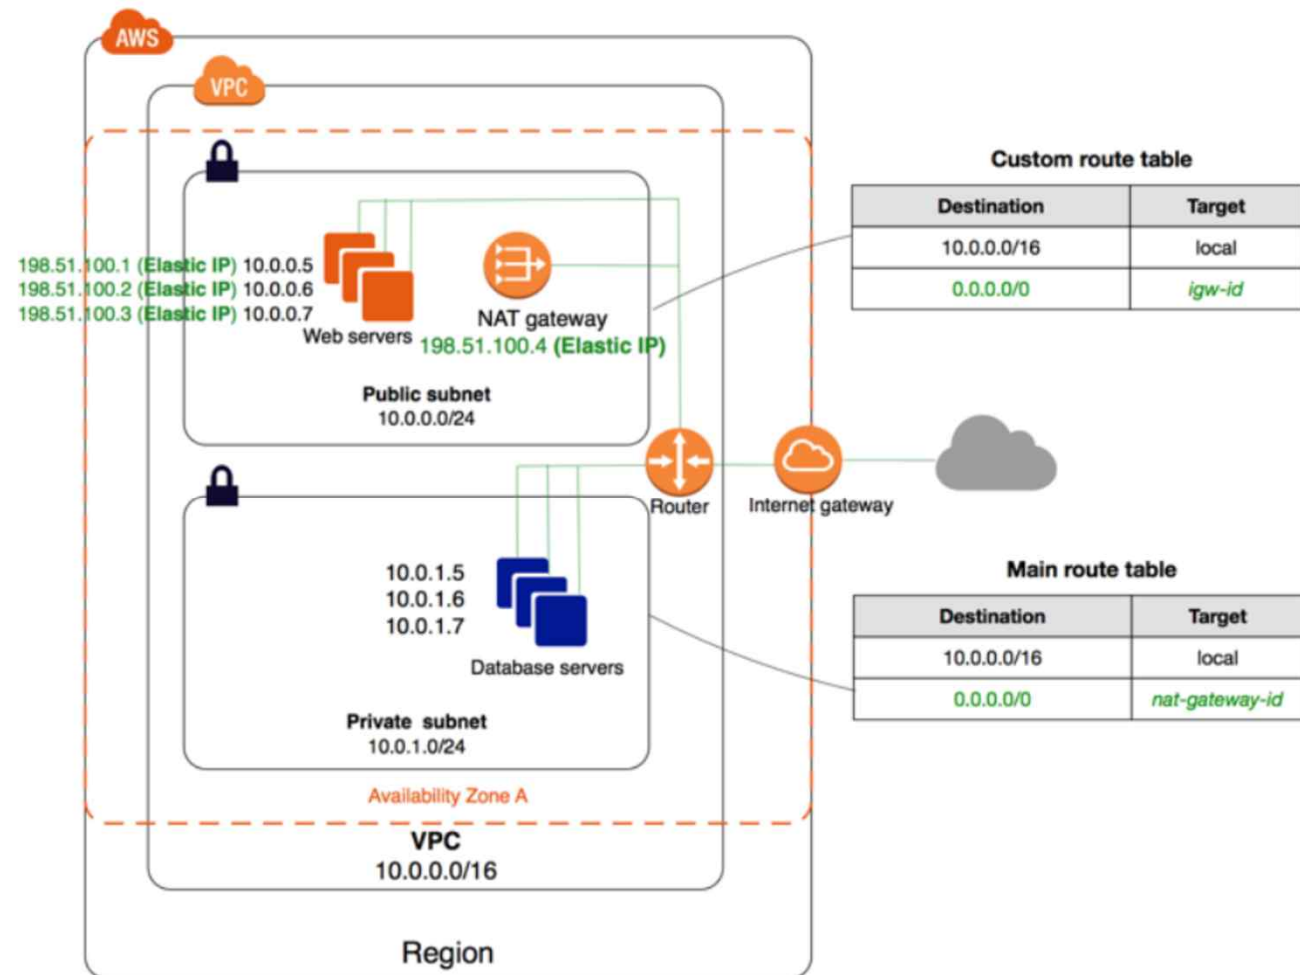 AWS
VPC
198.51.100.1 (Elastic IP) 10.0.0.5
198.51.100.2 (Elastic IP) 10.0.0.6
198.51.100.3 (Elastic IP) 10.0.0.7
Web servers
NAT gateway
198.51.100.4 (Elastic IP)
Public subnet
10.0.0.0/24
Custom route table
Destination Target
10.0.0.0/16 local
0.0.0.0/0 igw-id
Router
Internet gateway
10.0.1.5
10.0.1.6
10.0.1.7
Database servers
Private subnet
10.0.1.0/24
Main route table
Destination Target
10.0.0.0/16 local
0.0.0.0/0 nat-gateway-id
Availability Zone A
VPC
10.0.0.0/16
Region